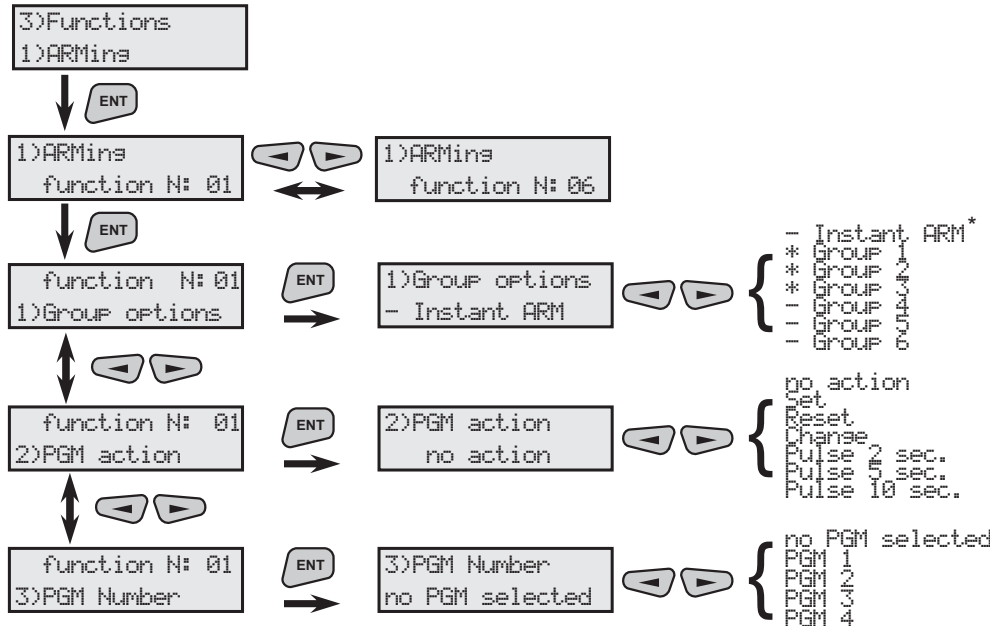 3)Functions
1)ARMing
ENT
1)ARMing
function N: 01
1)ARMing
function N: 06
ENT
function N: 01
1)Group options
ENT
1)Group options
- Instant ARM
- Instant ARM*
* Group 1
* Group 2
* Group 3
- Group 4
- Group 5
- Group 6
function N: 01
2)PGM action
ENT
2)PGM action
no action
no action
Set
Reset
Change
Pulse 2 sec.
Pulse 5 sec.
Pulse 10 sec.
function N: 01
3)PGM Number
ENT
3)PGM Number
no PGM selected
no PGM selected
PGM 1
PGM 2
PGM 3
PGM 4